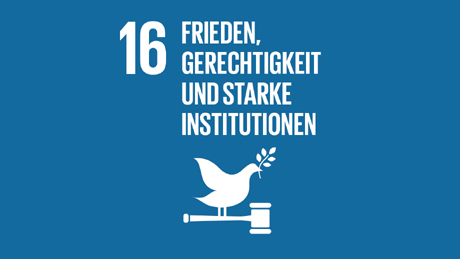 16 FRIEDEN,
GERECHTIGKEIT
UND STARKE
INSTITUTIONEN